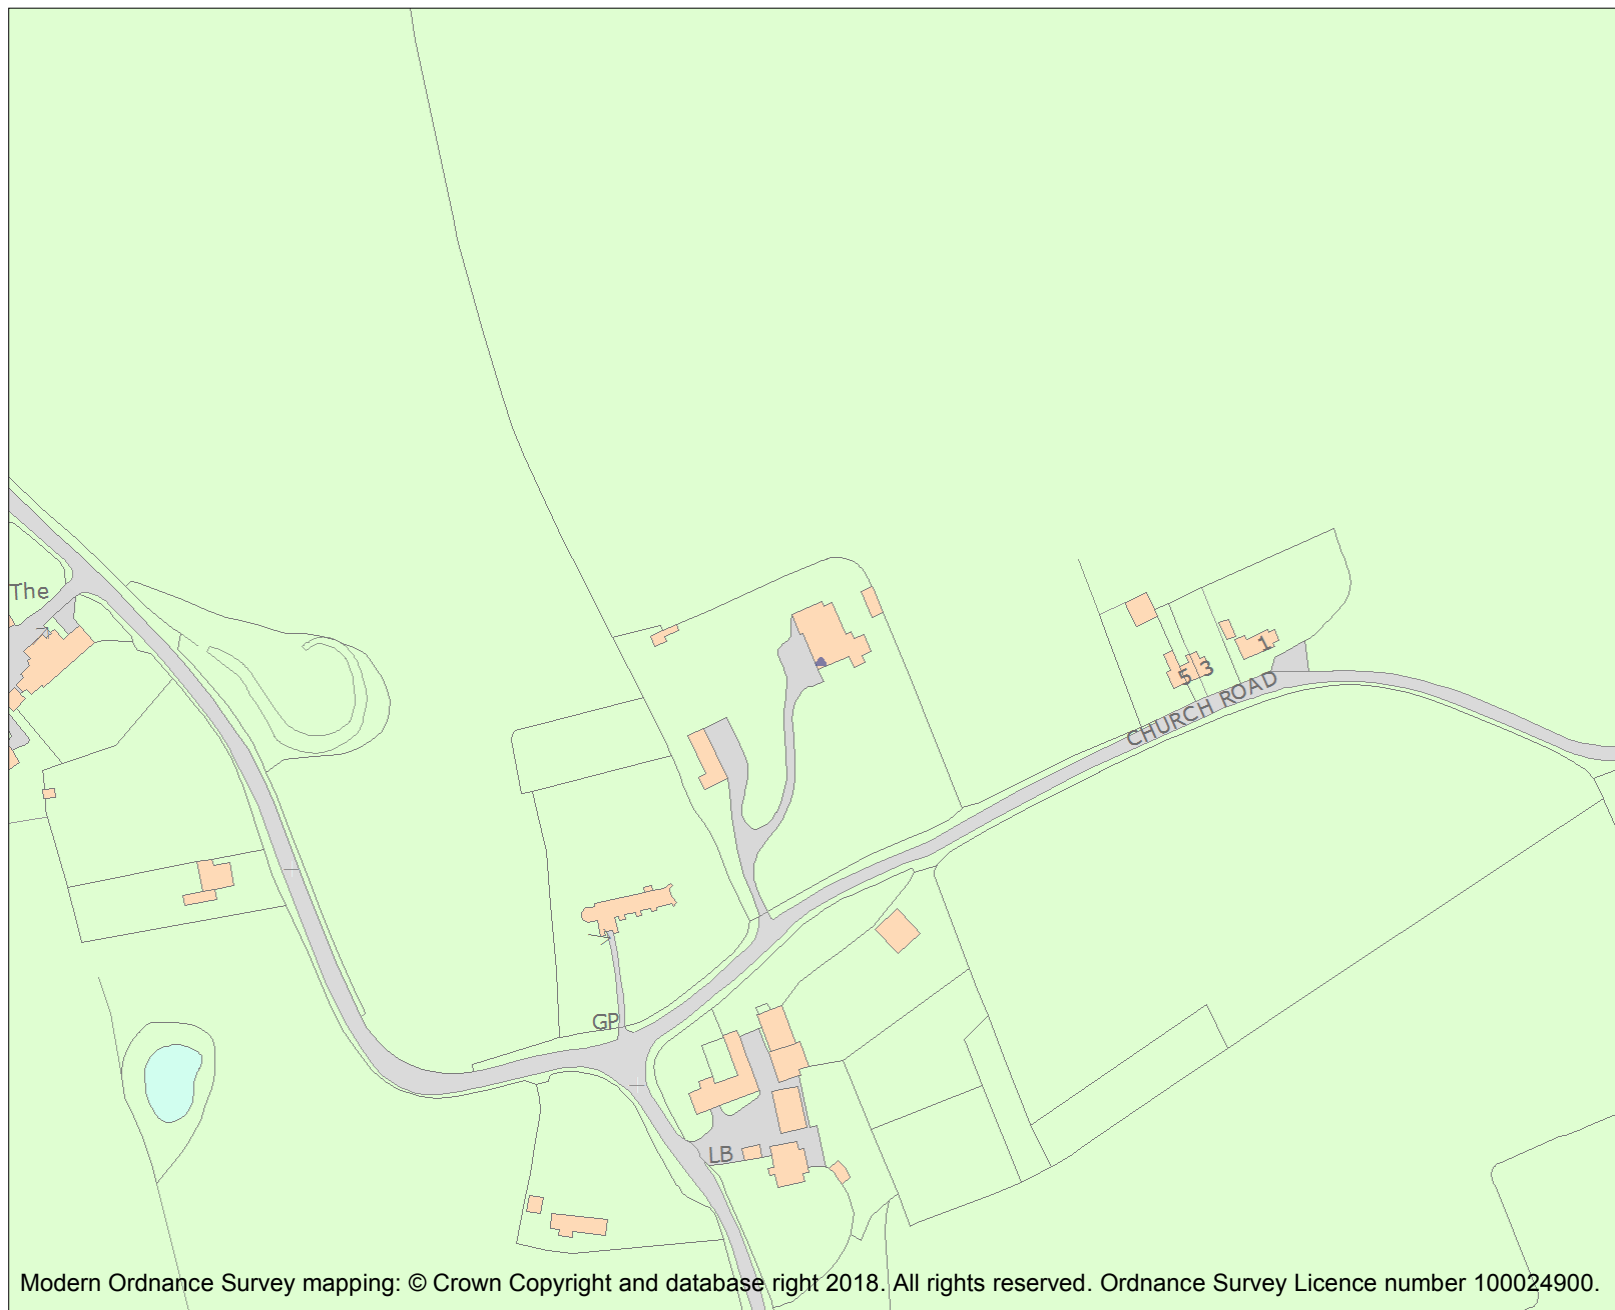 The
5 3
1
CHURCH ROAD
GP
LB
Modern Ordnance Survey mapping: © Crown Copyright and database right 2018. All rights reserved. Ordnance Survey Licence number 100024900.